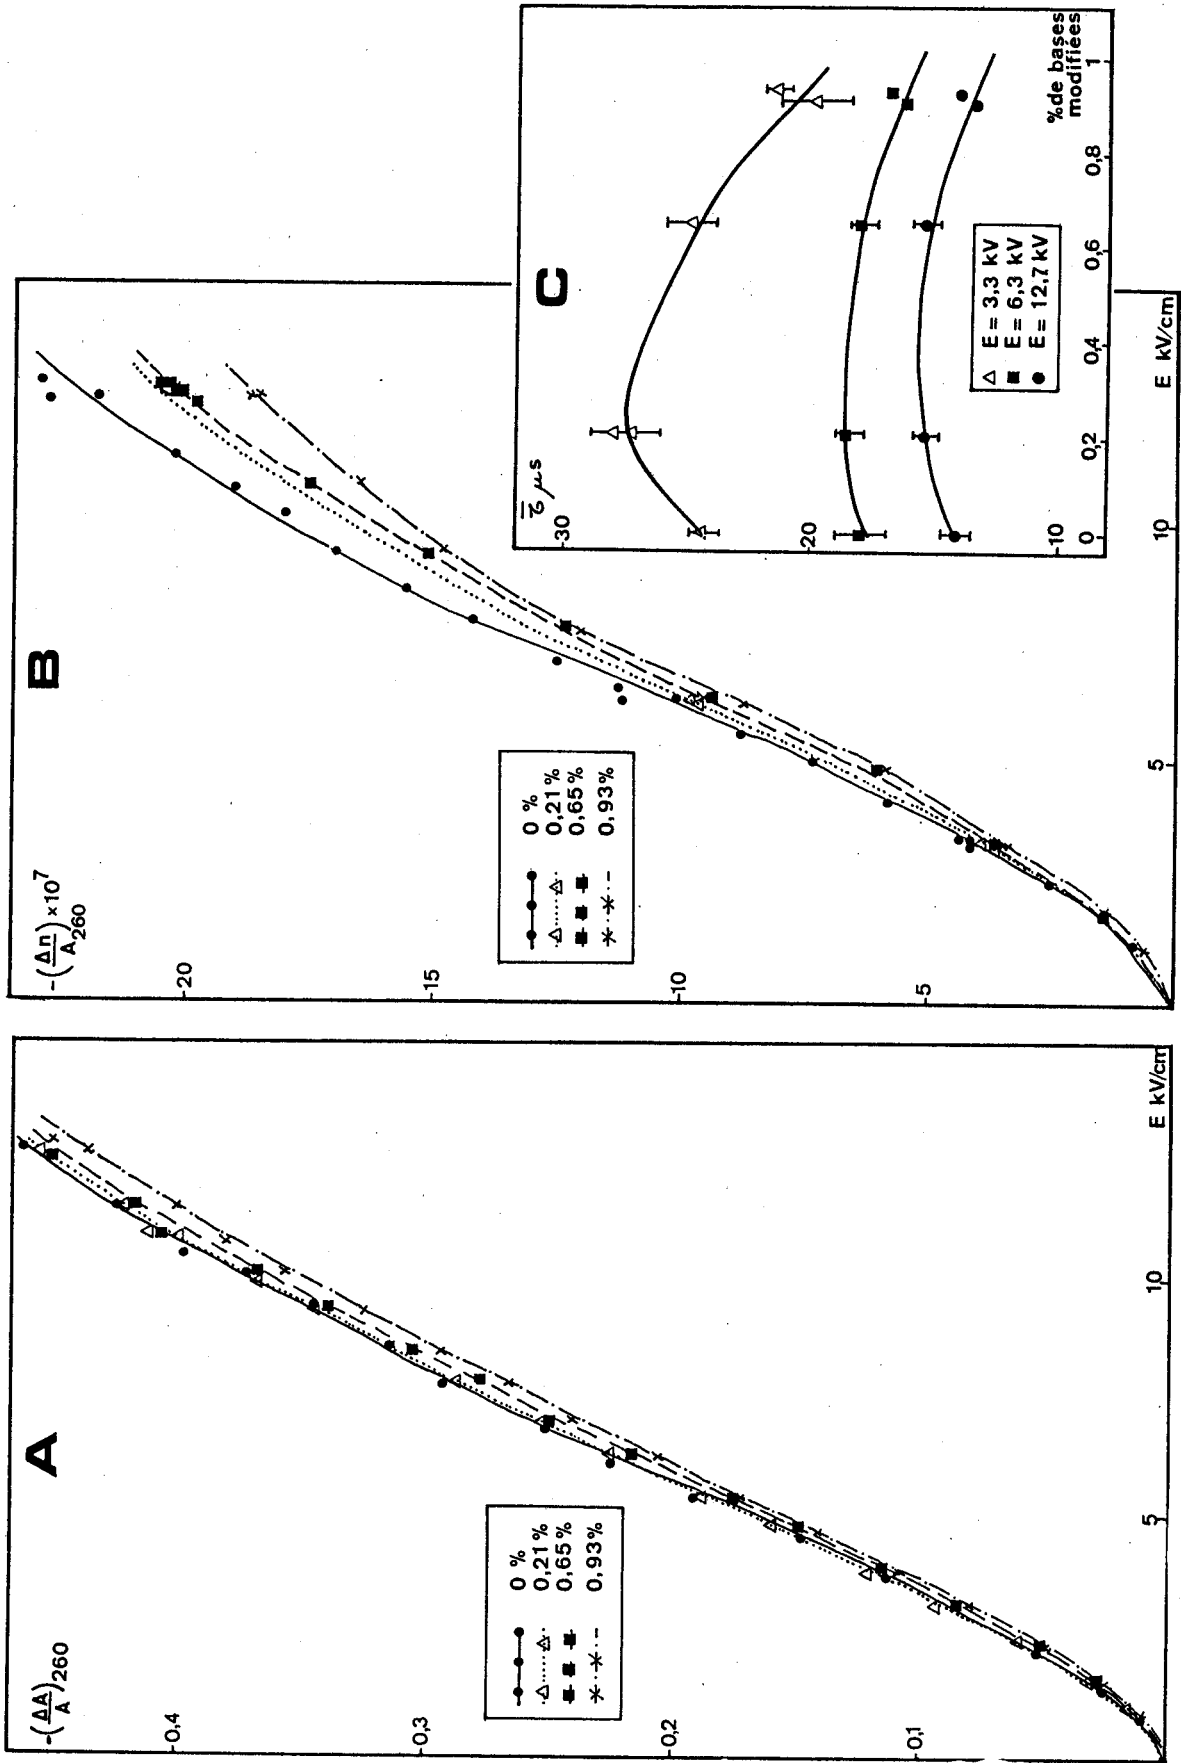 A
-(ΔA/A)260
0,4
0,3
0,2
0,1
5
10
E kV/cm
0 %
0,21%
0,65%
0,93%
B
-(Δn/A260) ×10⁷
-20
-15
-10
-5
5
10
E kV/cm
0 %
0,21%
0,65%
0,93%
C
τ̄ μs
-30
-20
-10
0
0,2
0,4
0,6
0,8
1
% de bases
modifiées
E = 3,3 kV
E = 6,3 kV
E = 12,7 kV